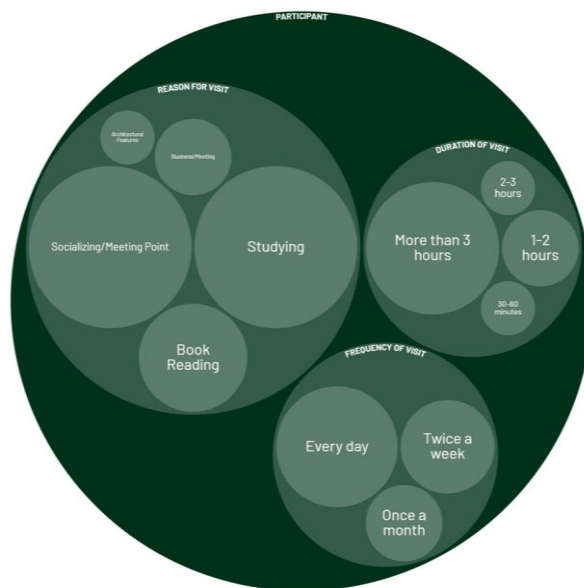 PARTICIPANT
REASON FOR VISIT
Architectural
Features
Business/Meeting
Socializing/Meeting Point
Studying
Book
Reading
DURATION OF VISIT
2-3
hours
More than 3
hours
1-2
hours
30-60
minutes
FREQUENCY OF VISIT
Every day
Twice a
week
Once a
month